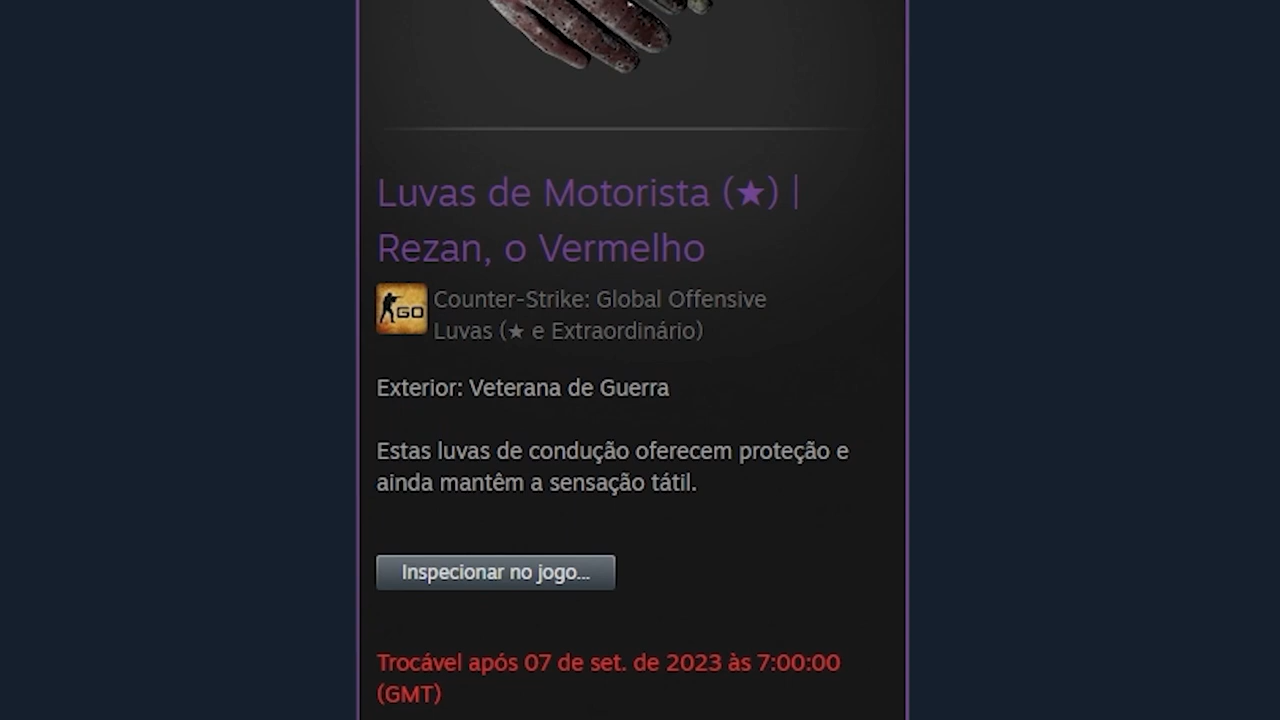 Luvas de Motorista (★) |
Rezan, o Vermelho
GO
Counter-Strike: Global Offensive
Luvas (★ e Extraordinário)
Exterior: Veterana de Guerra
Estas luvas de condução oferecem proteção e
ainda mantêm a sensação tátil.
Inspecionar no jogo...
Trocável após 07 de set. de 2023 às 7:00:00
(GMT)